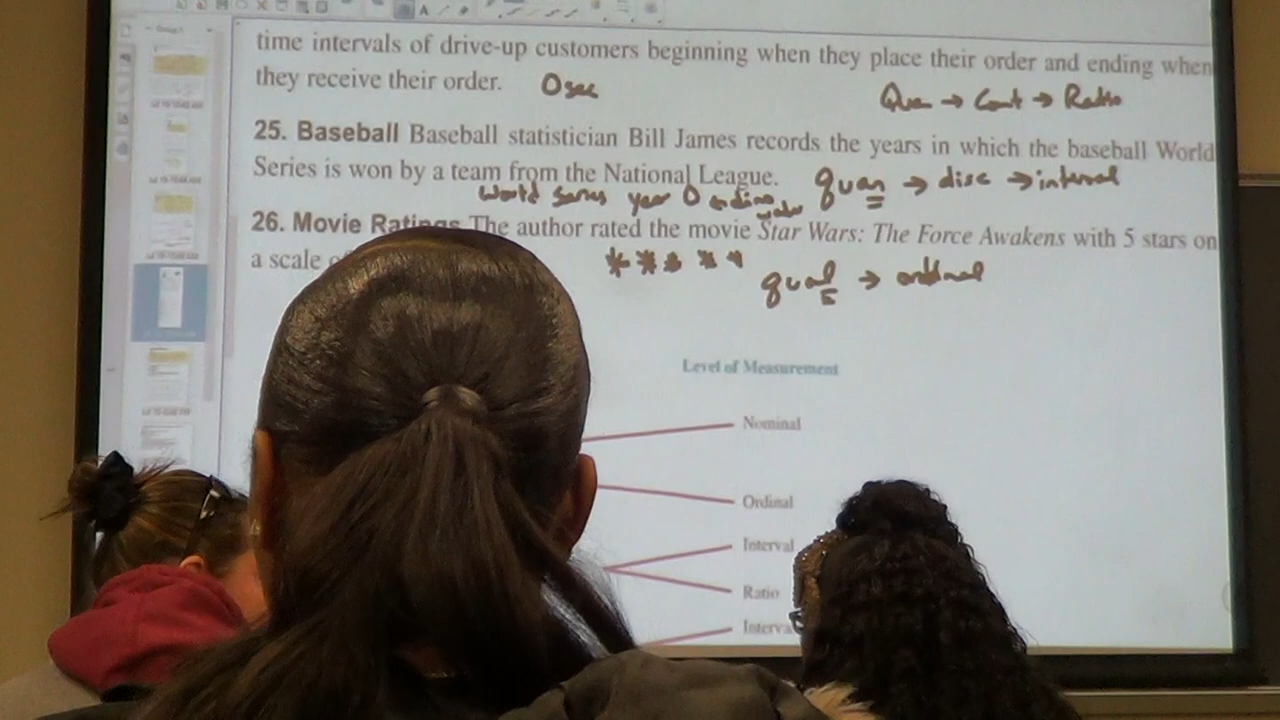 time intervals of drive-up customers beginning when they place their order and ending when
they receive their order. 0 sec Quan → Cont → Ratio
25. Baseball Baseball statistician Bill James records the years in which the baseball World
Series is won by a team from the National League. quan → disc → interval
World Series year 0
26. Movie Ratings The author rated the movie Star Wars: The Force Awakens with 5 stars on
a scale ***** qual → ordinal
Level of Measurement
Nominal
Ordinal
Interval
Ratio